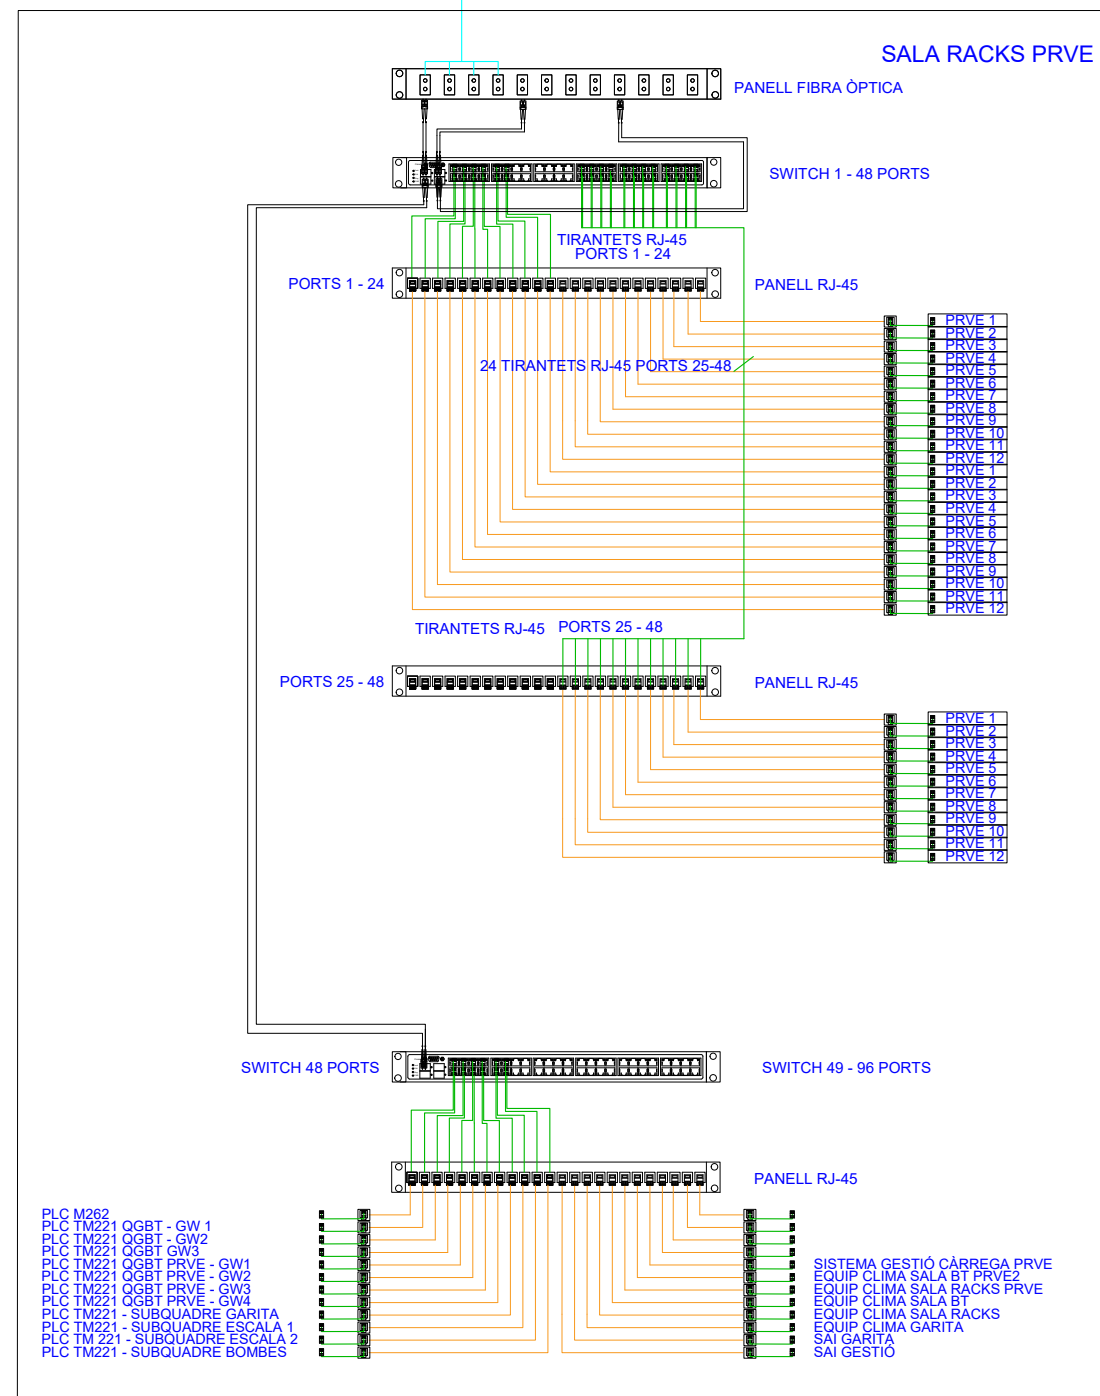 SALA RACKS PRVE
PANELL FIBRA ÒPTICA
SWITCH 1 - 48 PORTS
TIRANTETS RJ-45
PORTS 1 - 24
PORTS 1 - 24
PANELL RJ-45
PRVE 1
PRVE 2
PRVE 3
PRVE 4
24 TIRANTETS RJ-45 PORTS 25-48
PRVE 5
PRVE 6
PRVE 7
PRVE 8
PRVE 9
PRVE 10
PRVE 11
PRVE 12
PRVE 1
PRVE 2
PRVE 3
PRVE 4
PRVE 5
PRVE 6
PRVE 7
PRVE 8
PRVE 9
PRVE 10
PRVE 11
PRVE 12
TIRANTETS RJ-45 PORTS 25 - 48
PORTS 25 - 48
PANELL RJ-45
PRVE 1
PRVE 2
PRVE 3
PRVE 4
PRVE 5
PRVE 6
PRVE 7
PRVE 8
PRVE 9
PRVE 10
PRVE 11
PRVE 12
SWITCH 48 PORTS
SWITCH 49 - 96 PORTS
PANELL RJ-45
PLC M262
PLC TM221 QGBT - GW 1
PLC TM221 QGBT - GW2
PLC TM221 QGBT GW3
PLC TM221 QGBT PRVE - GW1
PLC TM221 QGBT PRVE - GW2
PLC TM221 QGBT PRVE - GW3
PLC TM221 QGBT PRVE - GW4
PLC TM221 - SUBQUADRE GARITA
PLC TM221 - SUBQUADRE ESCALA 1
PLC TM 221 - SUBQUADRE ESCALA 2
PLC TM221 - SUBQUADRE BOMBES
SISTEMA GESTIÓ CÀRREGA PRVE
EQUIP CLIMA SALA BT PRVE2
EQUIP CLIMA SALA RACKS PRVE
EQUIP CLIMA SALA BT
EQUIP CLIMA SALA RACKS
EQUIP CLIMA GARITA
SAI GARITA
SAI GESTIÓ